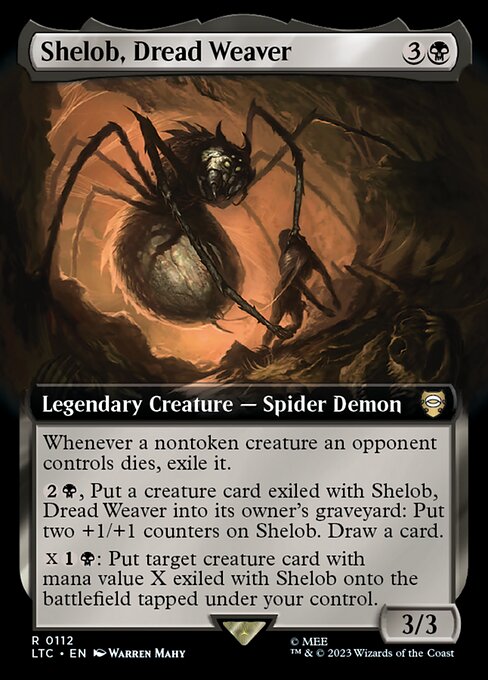 Shelob, Dread Weaver 3
Legendary Creature — Spider Demon
Whenever a nontoken creature an opponent
controls dies, exile it.
2, Put a creature card exiled with Shelob,
Dread Weaver into its owner's graveyard: Put
two +1/+1 counters on Shelob. Draw a card.
X 1: Put target creature card with
mana value X exiled with Shelob onto the
battlefield tapped under your control.
3/3
R 0112
LTC • EN Warren Mahy
© MEE
™ & © 2023 Wizards of the Coast